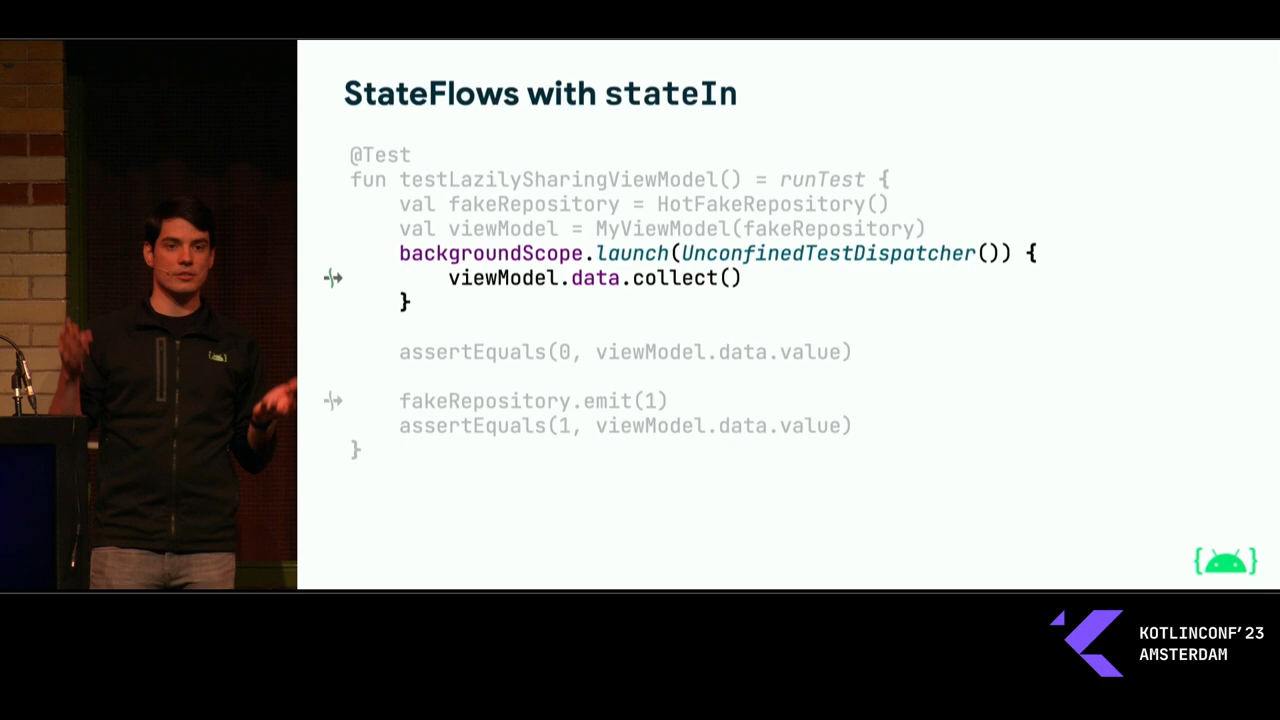 StateFlows with stateIn
@Test
fun testLazilySharingViewModel() = runTest {
    val fakeRepository = HotFakeRepository()
    val viewModel = MyViewModel(fakeRepository)
    backgroundScope.launch(UnconfinedTestDispatcher()) {
        viewModel.data.collect()
    }
    assertEquals(0, viewModel.data.value)
    fakeRepository.emit(1)
    assertEquals(1, viewModel.data.value)
}
KOTLINCONF'23
AMSTERDAM